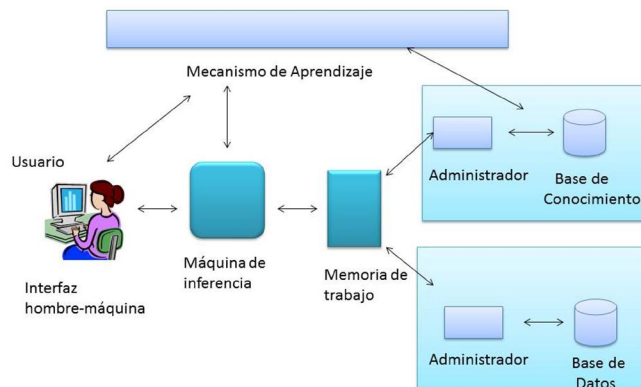 Mecanismo de Aprendizaje
Usuario
Interfaz
hombre-máquina
Máquina de
inferencia
Memoria de
trabajo
Administrador
Base de
Conocimiento
Administrador
Base de
Datos